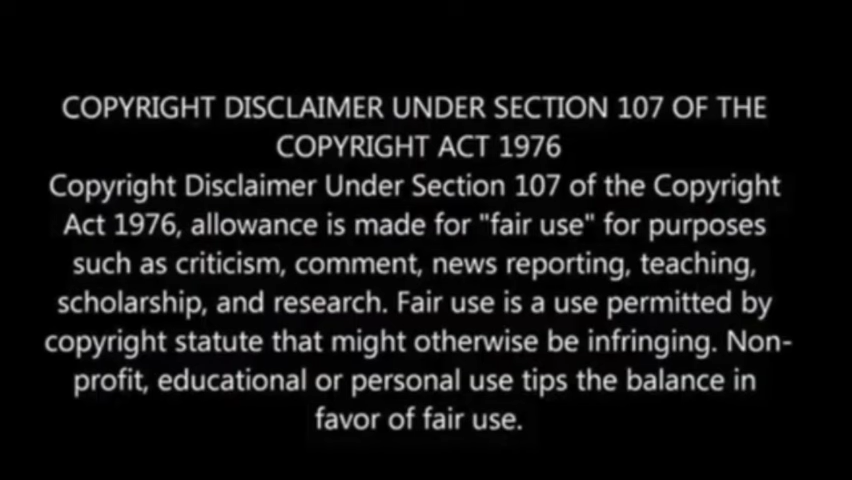 COPYRIGHT DISCLAIMER UNDER SECTION 107 OF THE
COPYRIGHT ACT 1976
Copyright Disclaimer Under Section 107 of the Copyright
Act 1976, allowance is made for "fair use" for purposes
such as criticism, comment, news reporting, teaching,
scholarship, and research. Fair use is a use permitted by
copyright statute that might otherwise be infringing. Non-
profit, educational or personal use tips the balance in
favor of fair use.